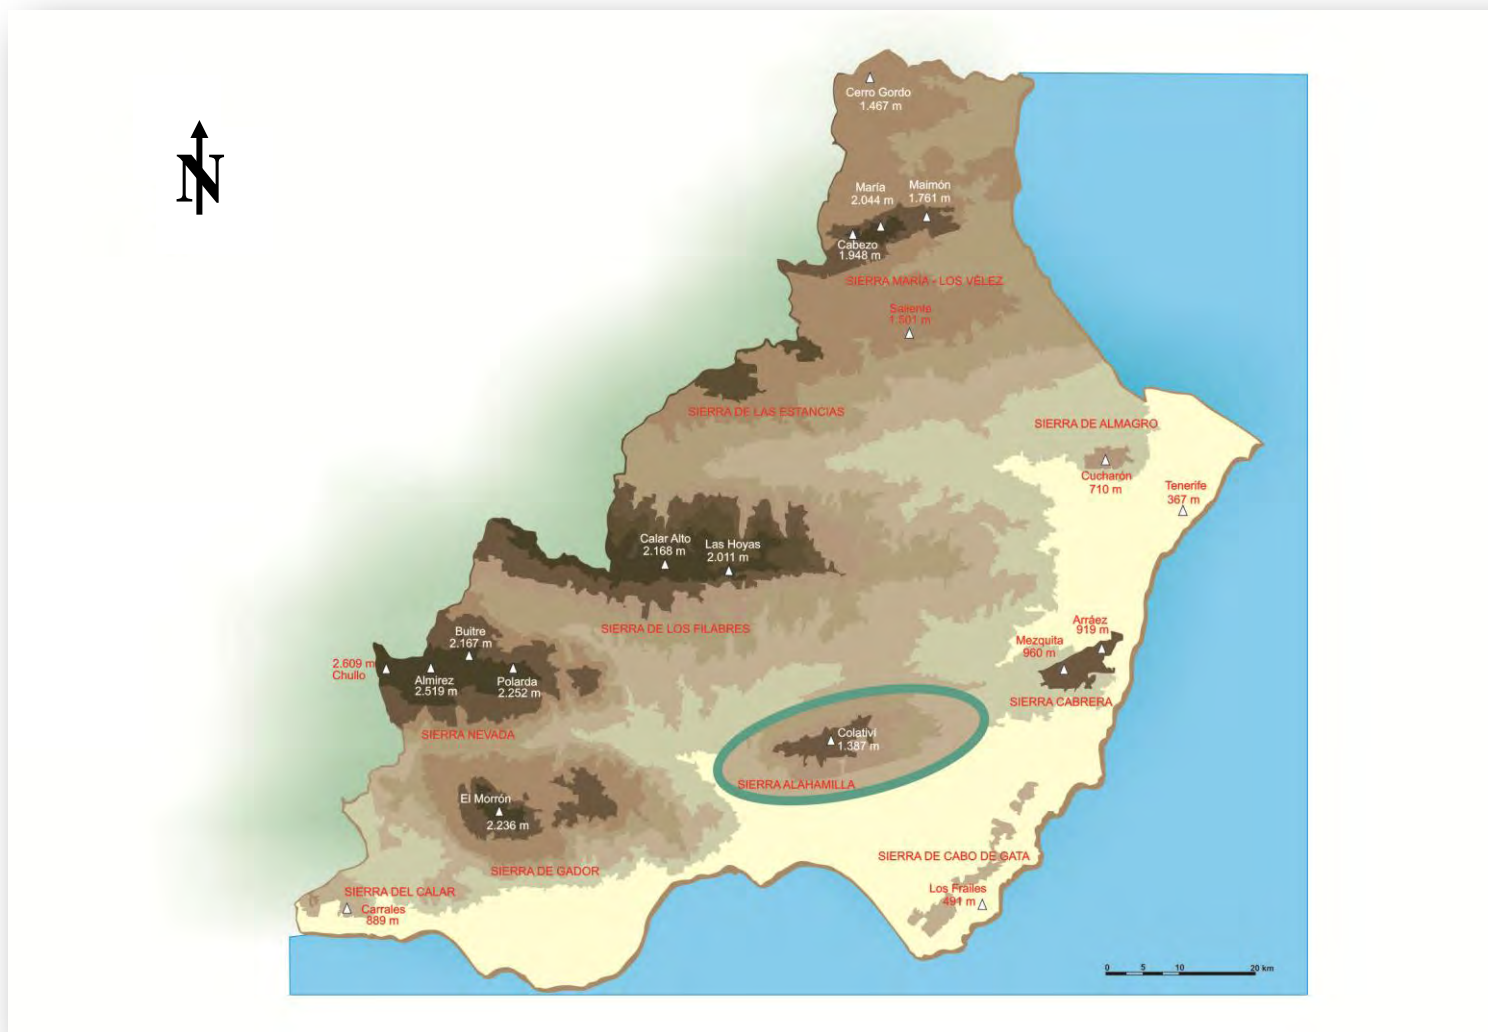 N
Cerro Gordo
1.467 m
María
2.044 m
Maimón
1.761 m
Cabezo
1.948 m
SIERRA MARÍA - LOS VÉLEZ
Saliente
1.501 m
SIERRA DE LAS ESTANCIAS
SIERRA DE ALMAGRO
Cucharón
710 m
Tenerife
367 m
Calar Alto
2.168 m
Las Hoyas
2.011 m
SIERRA DE LOS FILABRES
Buitre
2.167 m
2.609 m
Chullo
Almirez
2.519 m
Polarda
2.252 m
SIERRA NEVADA
Arráez
919 m
Mezquita
960 m
SIERRA CABRERA
Colativí
1.387 m
SIERRA ALAHAMILLA
El Morrón
2.236 m
SIERRA DE GADOR
SIERRA DE CABO DE GATA
Los Frailes
491 m
SIERRA DEL CALAR
Carrales
889 m
0 5 10 20 km